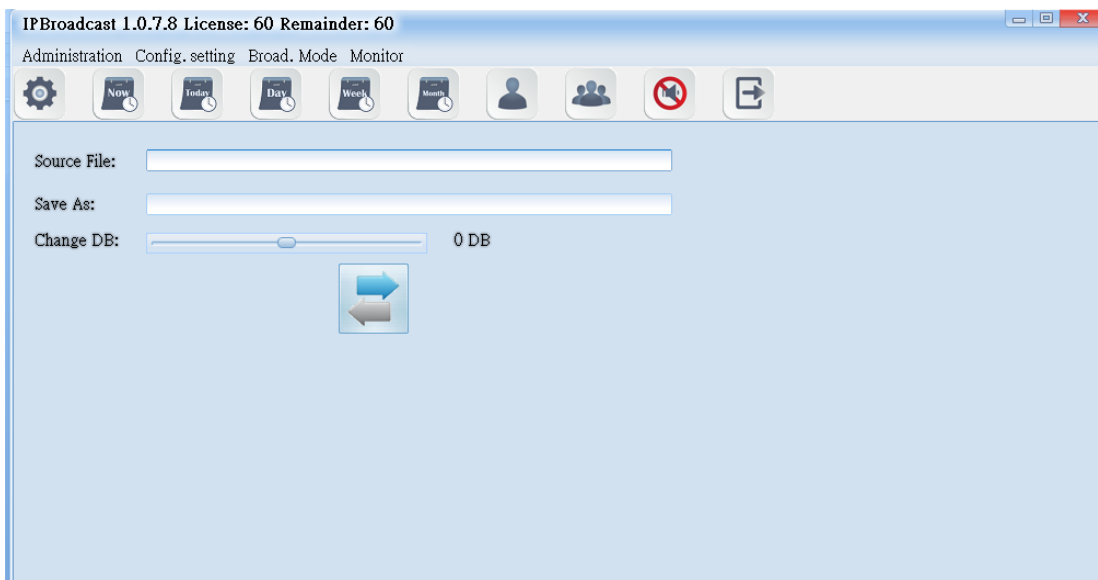 IPBroadcast 1.0.7.8 License: 60 Remainder: 60
Administration Config. setting Broad. Mode Monitor
Now Today Day Week Month
Source File:
Save As:
Change DB: 0 DB